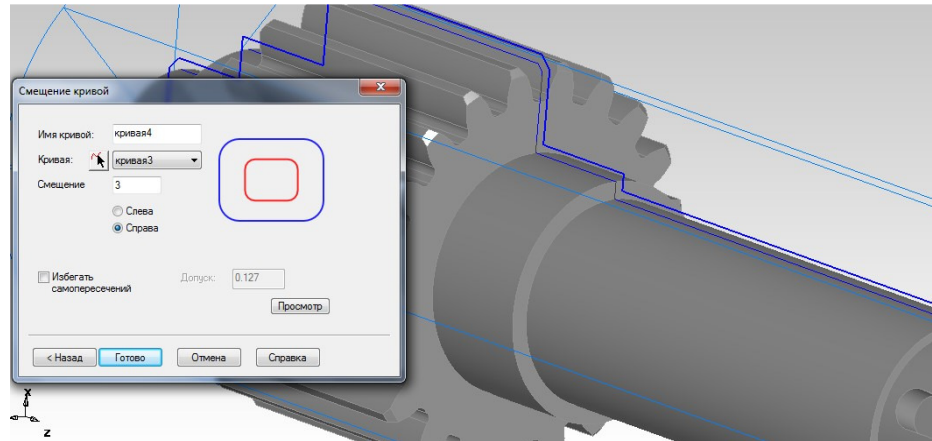 Смещение кривой
Имя кривой: кривая4
Кривая: кривая3
Смещение 3
Слева
Справа
Избегать самопересечений
Допуск: 0.127
Просмотр
< Назад Готово Отмена Справка
X
Z